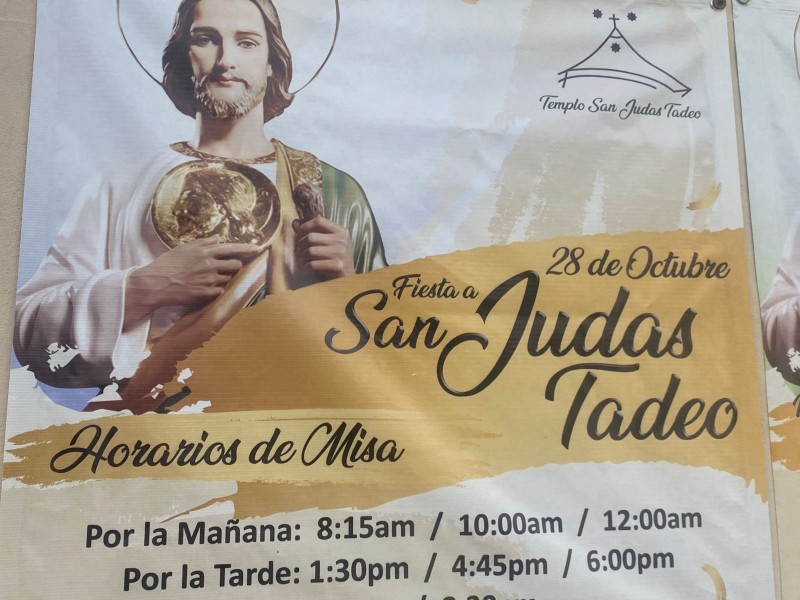 Templo San Judas Tadeo
28 de Octubre
Fiesta a
San Judas
Tadeo
Horarios de Misa
Por la Mañana: 8:15am / 10:00am / 12:00am
Por la Tarde: 1:30pm / 4:45pm / 6:00pm